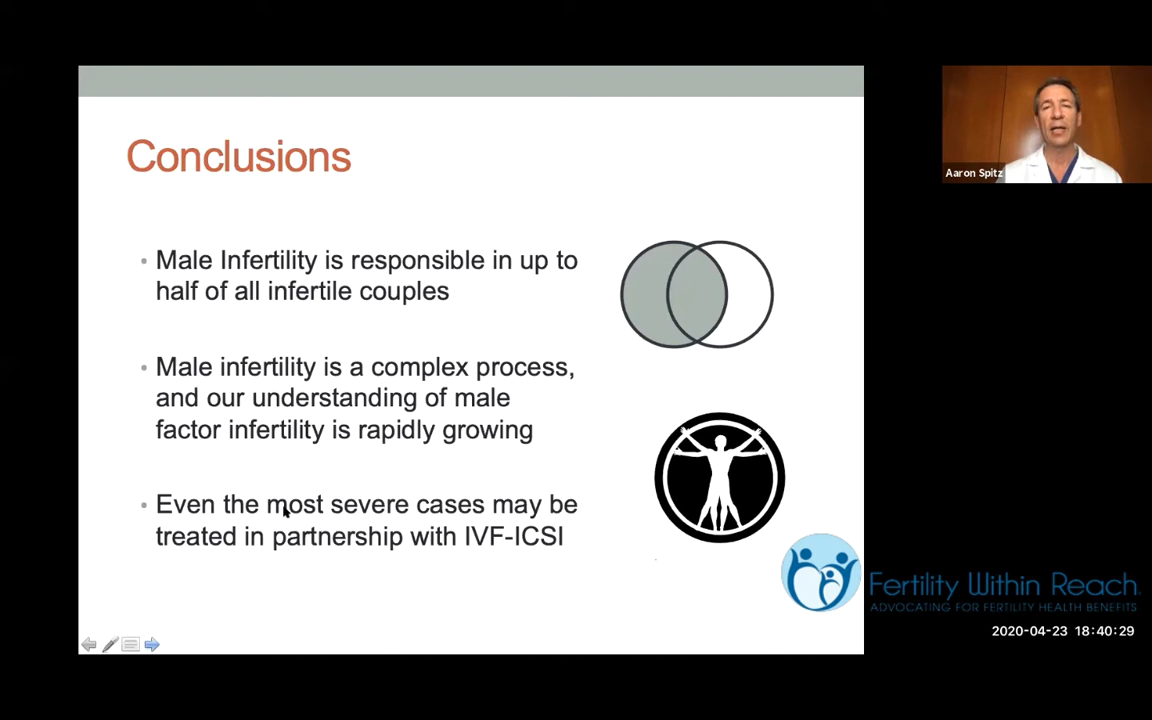 Conclusions
• Male Infertility is responsible in up to
half of all infertile couples
• Male infertility is a complex process,
and our understanding of male
factor infertility is rapidly growing
• Even the most severe cases may be
treated in partnership with IVF-ICSI
Aaron Spitz
Fertility Within Reach
ADVOCATING FOR FERTILITY HEALTH BENEFITS
2020-04-23 18:40:29